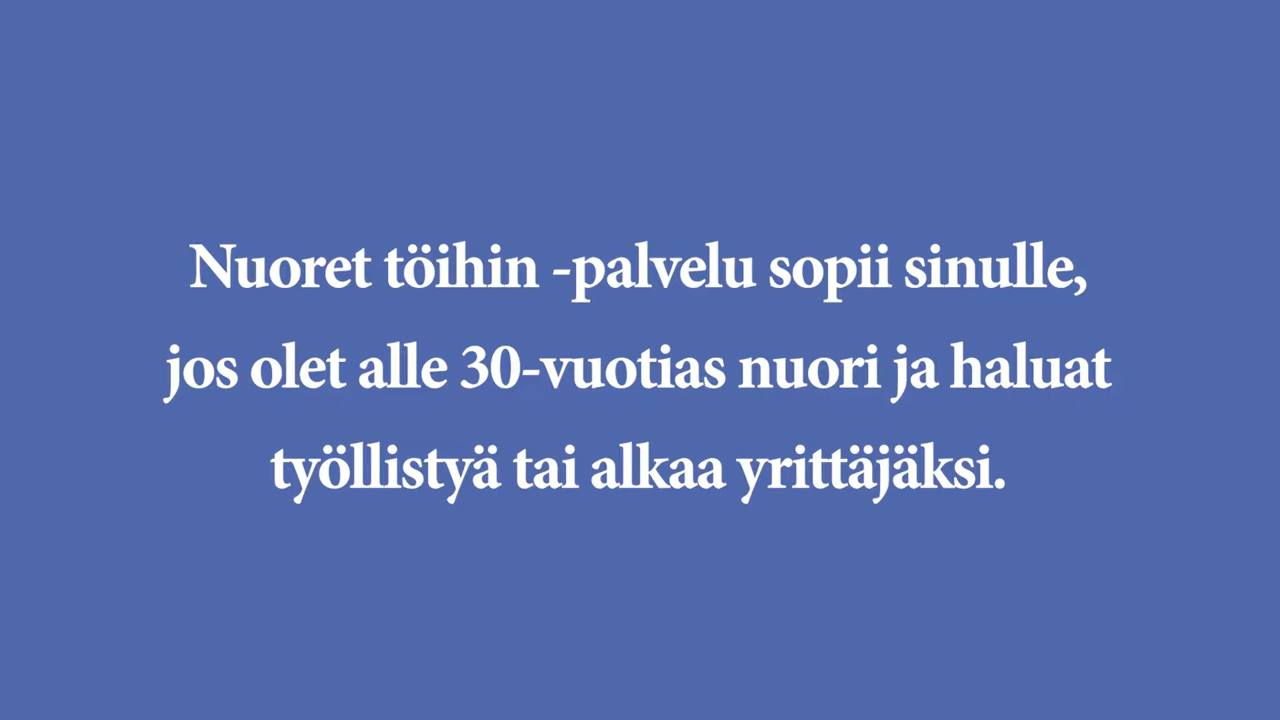 Nuoret töihin -palvelu sopii sinulle,
jos olet alle 30-vuotias nuori ja haluat
työllistyä tai alkaa yrittäjäksi.